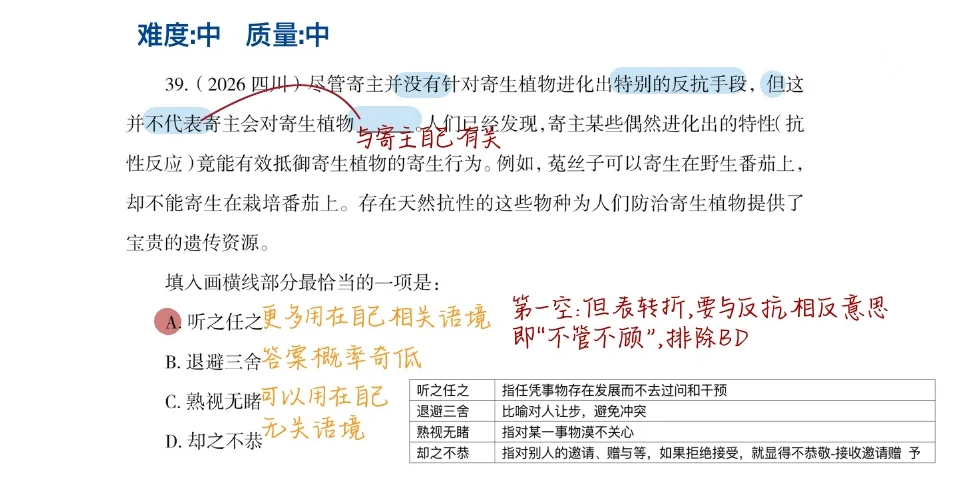 难度:中 质量:中
39.（2026 四川）尽管寄主并没有针对寄生植物进化出特别的反抗手段，但这
并不代表寄主会对寄生植物 。人们已经发现，寄主某些偶然进化出的特性（抗
与寄主自己有关
性反应）竟能有效抵御寄生植物的寄生行为。例如，菟丝子可以寄生在野生番茄上，
却不能寄生在栽培番茄上。存在天然抗性的这些物种为人们防治寄生植物提供了
宝贵的遗传资源。
填入画横线部分最恰当的一项是：
A. 听之任之 更多用在自己相关语境
B. 退避三舍 答案概率奇低
C. 熟视无睹 可以用在自己
无关语境
D. 却之不恭
第一空：但表转折，要与反抗相反意思
即“不管不顾”，排除BD
听之任之 指任凭事物存在发展而不去过问和干预
退避三舍 比喻对人让步，避免冲突
熟视无睹 指对某一事物漠不关心
却之不恭 指对别人的邀请、赠与等，如果拒绝接受，就显得不恭敬-接收邀请赠 予